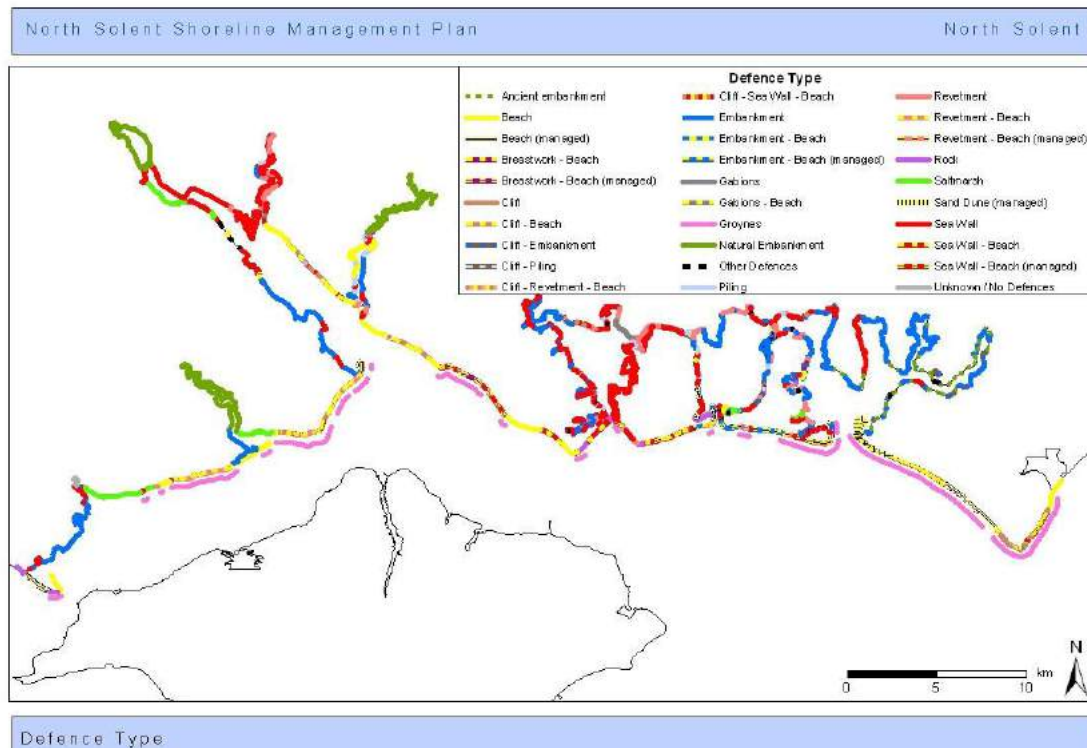 North Solent Shoreline Management Plan
North Solent
Defence Type
Ancient embankment
Beach
Beach (managed)
Breastwork - Beach
Breastwork - Beach (managed)
Cliff
Cliff - Beach
Cliff - Embankment
Cliff - Piling
Cliff - Revetment - Beach
Cliff - Sea Wall - Beach
Embankment
Embankment - Beach
Embankment - Beach (managed)
Gabions
Gabions - Beach
Groynes
Natural Embankment
Other Defences
Piling
Revetment
Revetment - Beach
Revetment - Beach (managed)
Rock
Saltmarsh
Sand Dune (managed)
Sea Wall
Sea Wall - Beach
Sea Wall - Beach (managed)
Unknown / No Defences
N
km
0 5 10
Defence Type